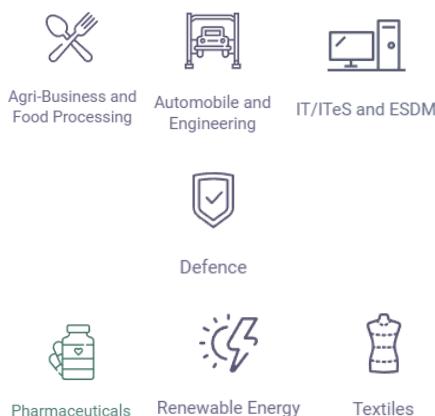 Agri-Business and
Food Processing
Automobile and
Engineering
IT/ITeS and ESDM
Defence
Pharmaceuticals
Renewable Energy
Textiles